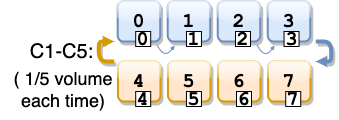 0 1 2 3
0 1 2 3
C1-C5:
( 1/5 volume
each time)
4 5 6 7
4 5 6 7